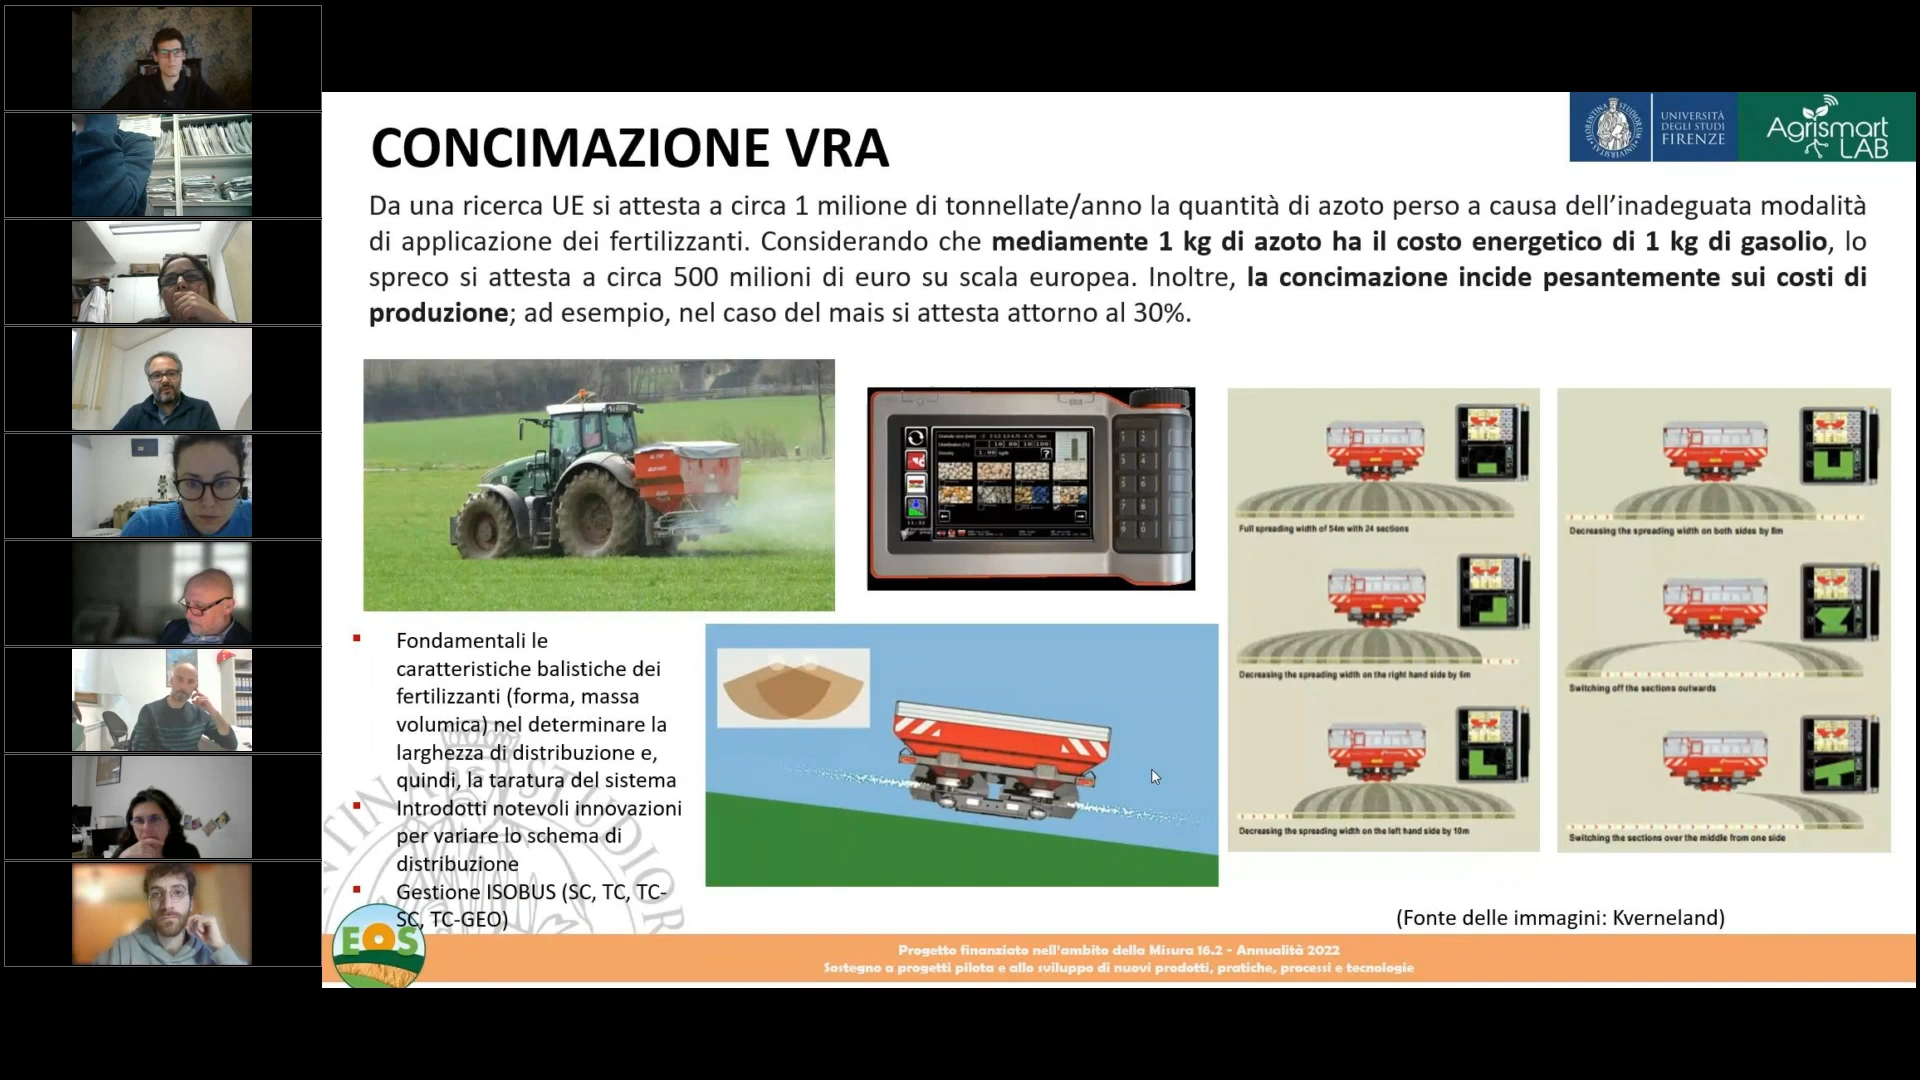 CONCIMAZIONE VRA
UNIVERSITÀ
DEGLI STUDI
FIRENZE
Agrismart
LAB
Da una ricerca UE si attesta a circa 1 milione di tonnellate/anno la quantità di azoto perso a causa dell’inadeguata modalità
di applicazione dei fertilizzanti. Considerando che mediamente 1 kg di azoto ha il costo energetico di 1 kg di gasolio, lo
spreco si attesta a circa 500 milioni di euro su scala europea. Inoltre, la concimazione incide pesantemente sui costi di
produzione; ad esempio, nel caso del mais si attesta attorno al 30%.
Full spreading width of 54m with 24 sections
Decreasing the spreading width on both sides by 8m
Decreasing the spreading width on the right hand side by 6m
Switching off the sections outwards
Decreasing the spreading width on the left hand side by 10m
Switching the sections over the middle from one side
Fondamentali le
caratteristiche balistiche dei
fertilizzanti (forma, massa
volumica) nel determinare la
larghezza di distribuzione e,
quindi, la taratura del sistema
Introdotti notevoli innovazioni
per variare lo schema di
distribuzione
Gestione ISOBUS (SC, TC, TC-
SC, TC-GEO)
(Fonte delle immagini: Kverneland)
EOS
Progetto finanziato nell'ambito della Misura 16.2 - Annualità 2022
Sostegno a progetti pilota e allo sviluppo di nuovi prodotti, pratiche, processi e tecnologie